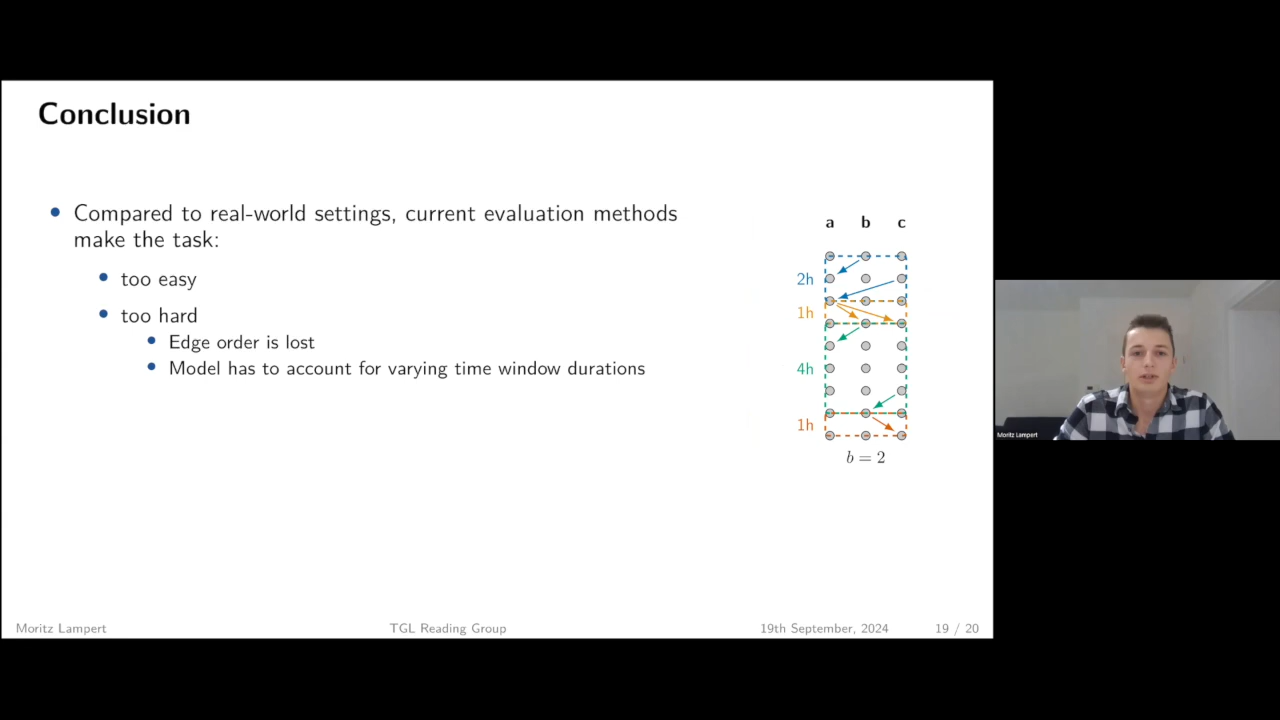 Conclusion
Compared to real-world settings, current evaluation methods
make the task:
too easy
too hard
Edge order is lost
Model has to account for varying time window durations
a b c
2h
1h
4h
1h
b = 2
Moritz Lampert
Moritz Lampert TGL Reading Group 19th September, 2024 19 / 20